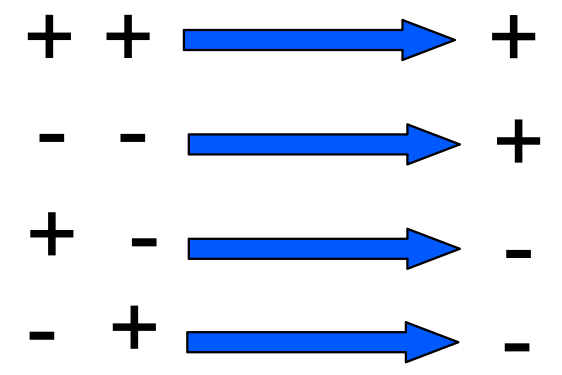 + + +
- - +
+ - -
- + -